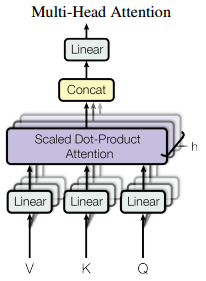 Multi-Head Attention
Linear
Concat
Scaled Dot-Product
Attention
h
Linear Linear Linear
V K Q